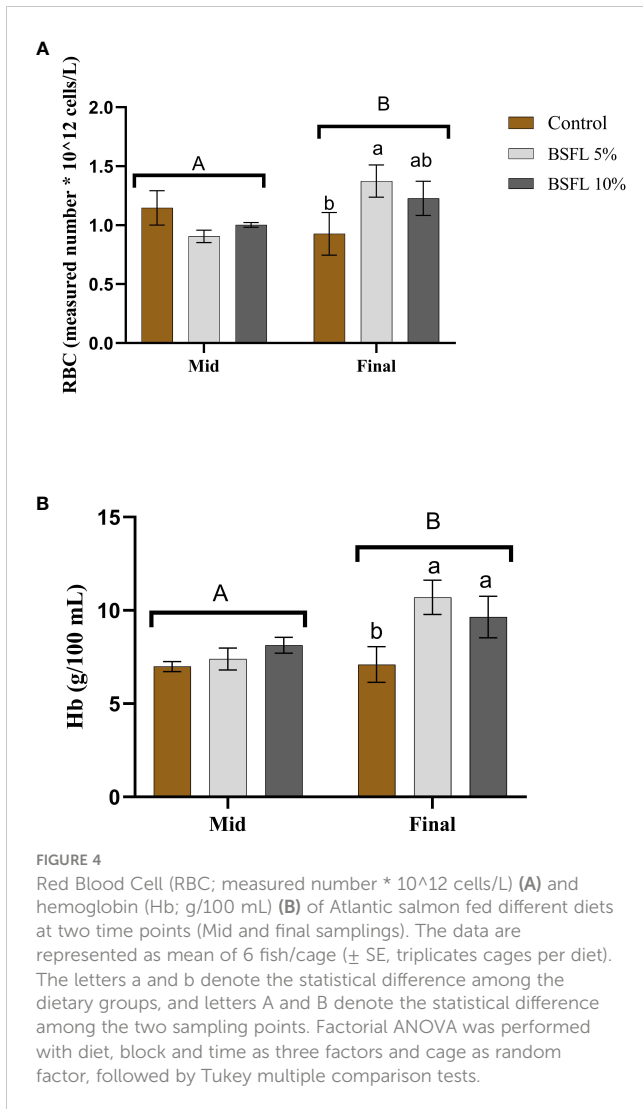 A
RBC (measured number * 10^12 cells/L)
2.0
1.5
1.0
0.5
0.0
A
B
b
a
ab
Mid
Final
Control
BSFL 5%
BSFL 10%
B
Hb (g/100 mL)
15
10
5
0
A
B
b
a
a
Mid
Final
FIGURE 4
Red Blood Cell (RBC; measured number * 10^12 cells/L) (A) and
hemoglobin (Hb; g/100 mL) (B) of Atlantic salmon fed different diets
at two time points (Mid and final samplings). The data are
represented as mean of 6 fish/cage (± SE, triplicates cages per diet).
The letters a and b denote the statistical difference among the
dietary groups, and letters A and B denote the statistical difference
among the two sampling points. Factorial ANOVA was performed
with diet, block and time as three factors and cage as random
factor, followed by Tukey multiple comparison tests.